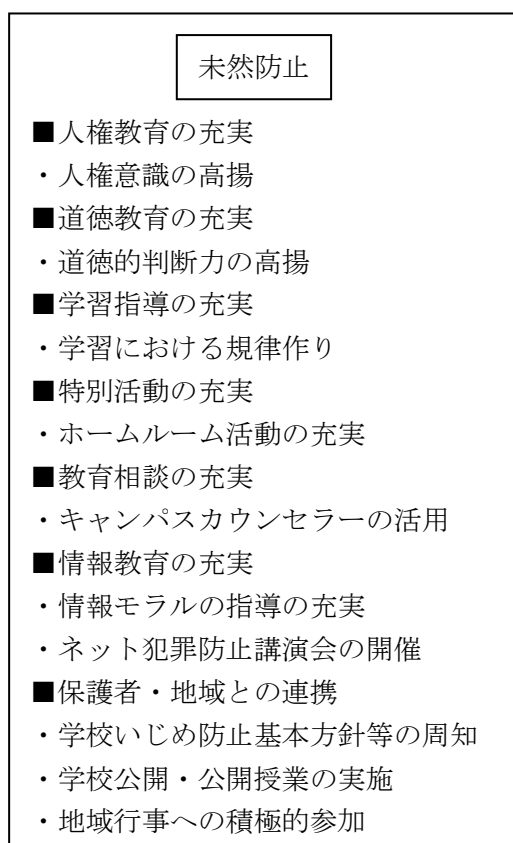 未然防止
■人権教育の充実
・人権意識の高揚
■道徳教育の充実
・道徳的判断力の高揚
■学習指導の充実
・学習における規律作り
■特別活動の充実
・ホームルーム活動の充実
■教育相談の充実
・キャンパスカウンセラーの活用
■情報教育の充実
・情報モラルの指導の充実
・ネット犯罪防止講演会の開催
■保護者・地域との連携
・学校いじめ防止基本方針等の周知
・学校公開・公開授業の実施
・地域行事への積極的参加